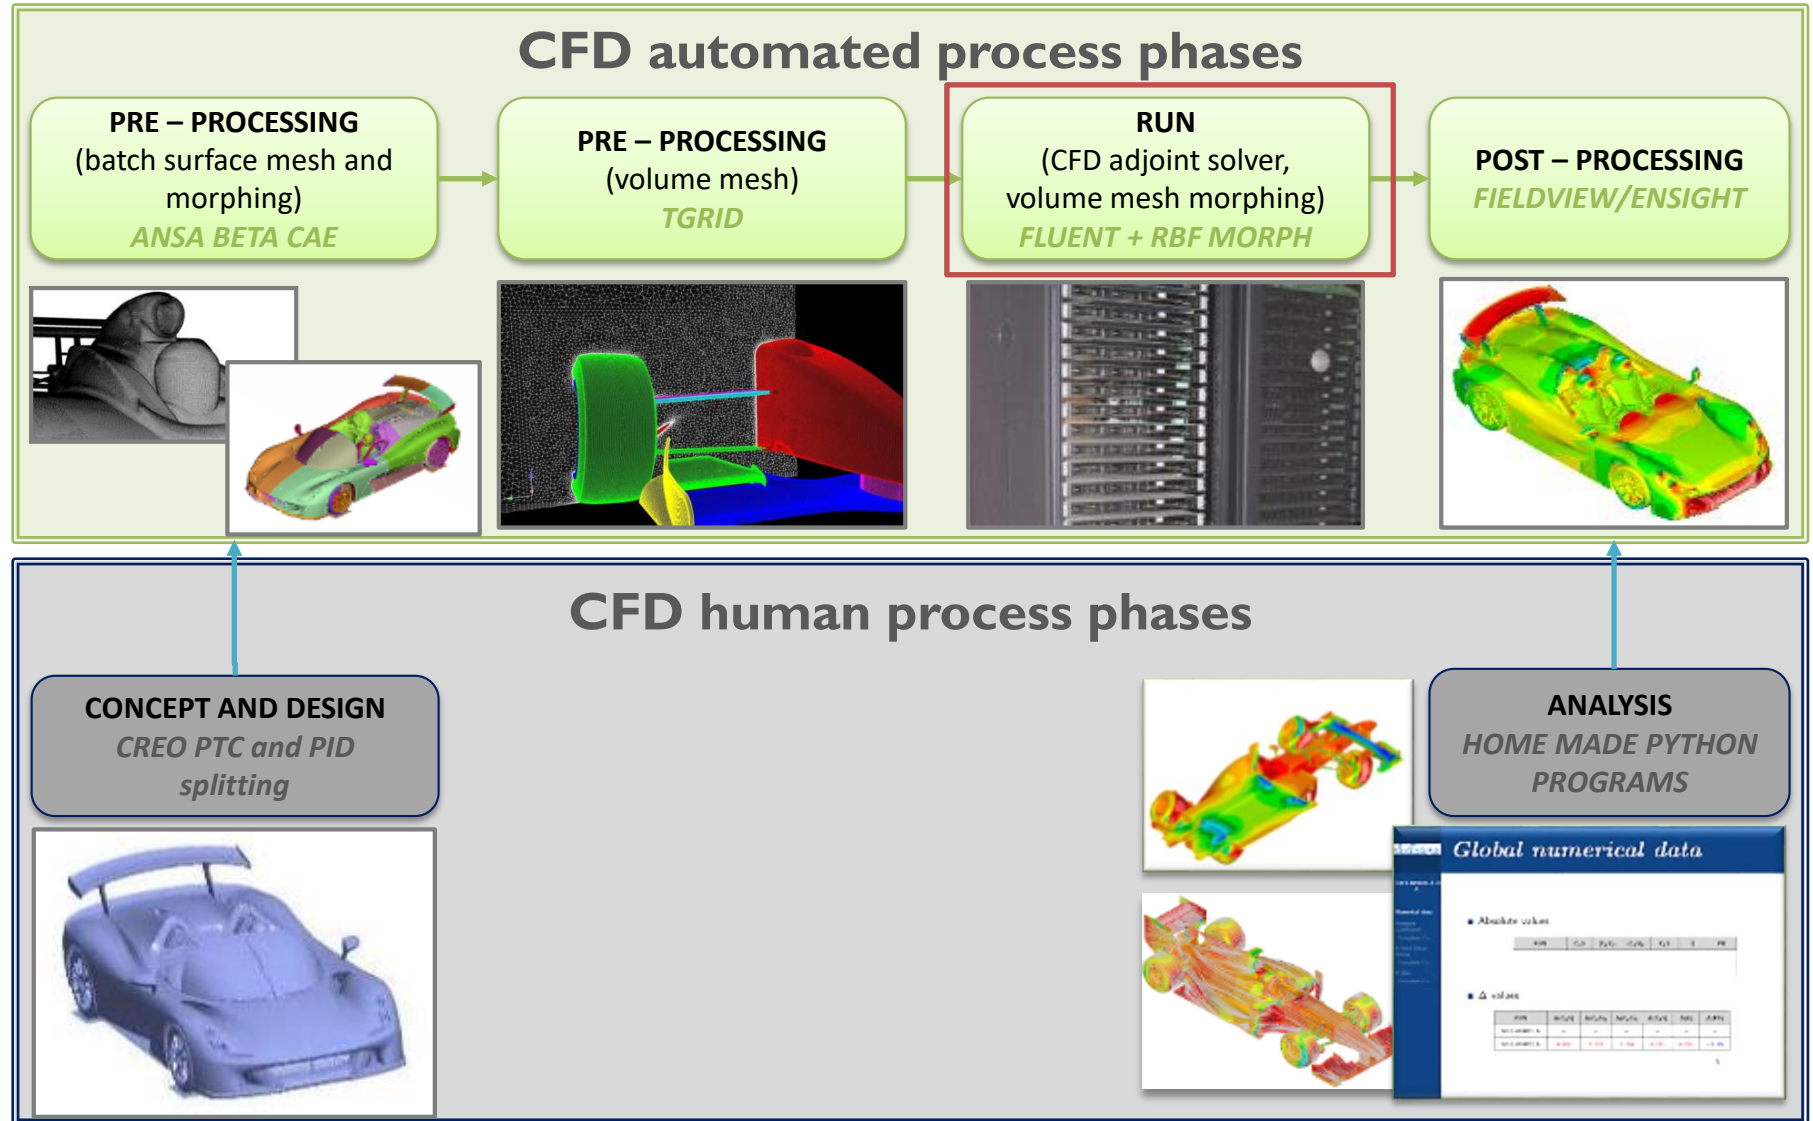 CFD automated process phases
PRE – PROCESSING
(batch surface mesh and
morphing)
ANSA BETA CAE
PRE – PROCESSING
(volume mesh)
TGRID
RUN
(CFD adjoint solver,
volume mesh morphing)
FLUENT + RBF MORPH
POST – PROCESSING
FIELDVIEW/ENSIGHT
CFD human process phases
CONCEPT AND DESIGN
CREO PTC and PID
splitting
ANALYSIS
HOME MADE PYTHON
PROGRAMS
Global numerical data
Absolute values
Δ values